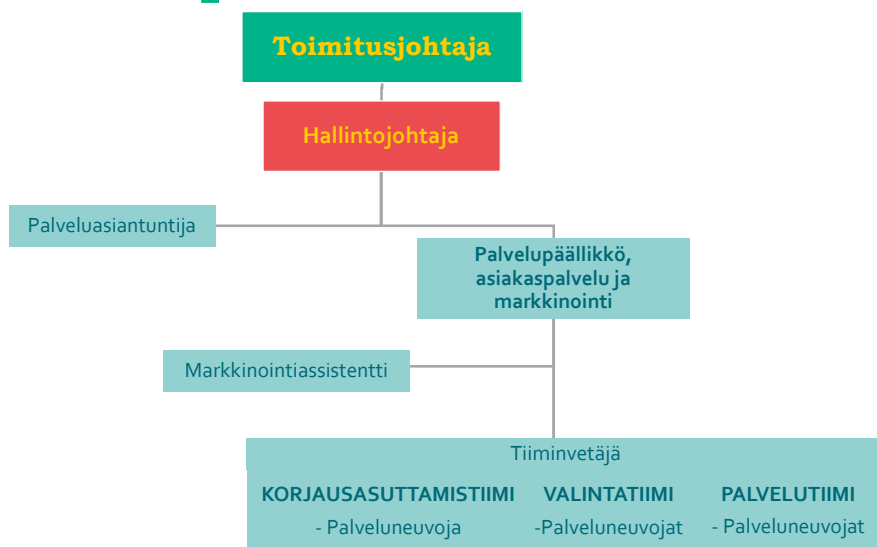 Toimitusjohtaja
Hallintojohtaja
Palveluasiantuntija
Palvelupäällikkö,
asiakaspalvelu ja
markkinointi
Markkinointiassistentti
Tiiminvetäjä
KORJAUSASUTTAMISTIIMI VALINTATIIMI PALVELUTIIMI
- Palveluneuvoja -Palveluneuvojat - Palveluneuvojat